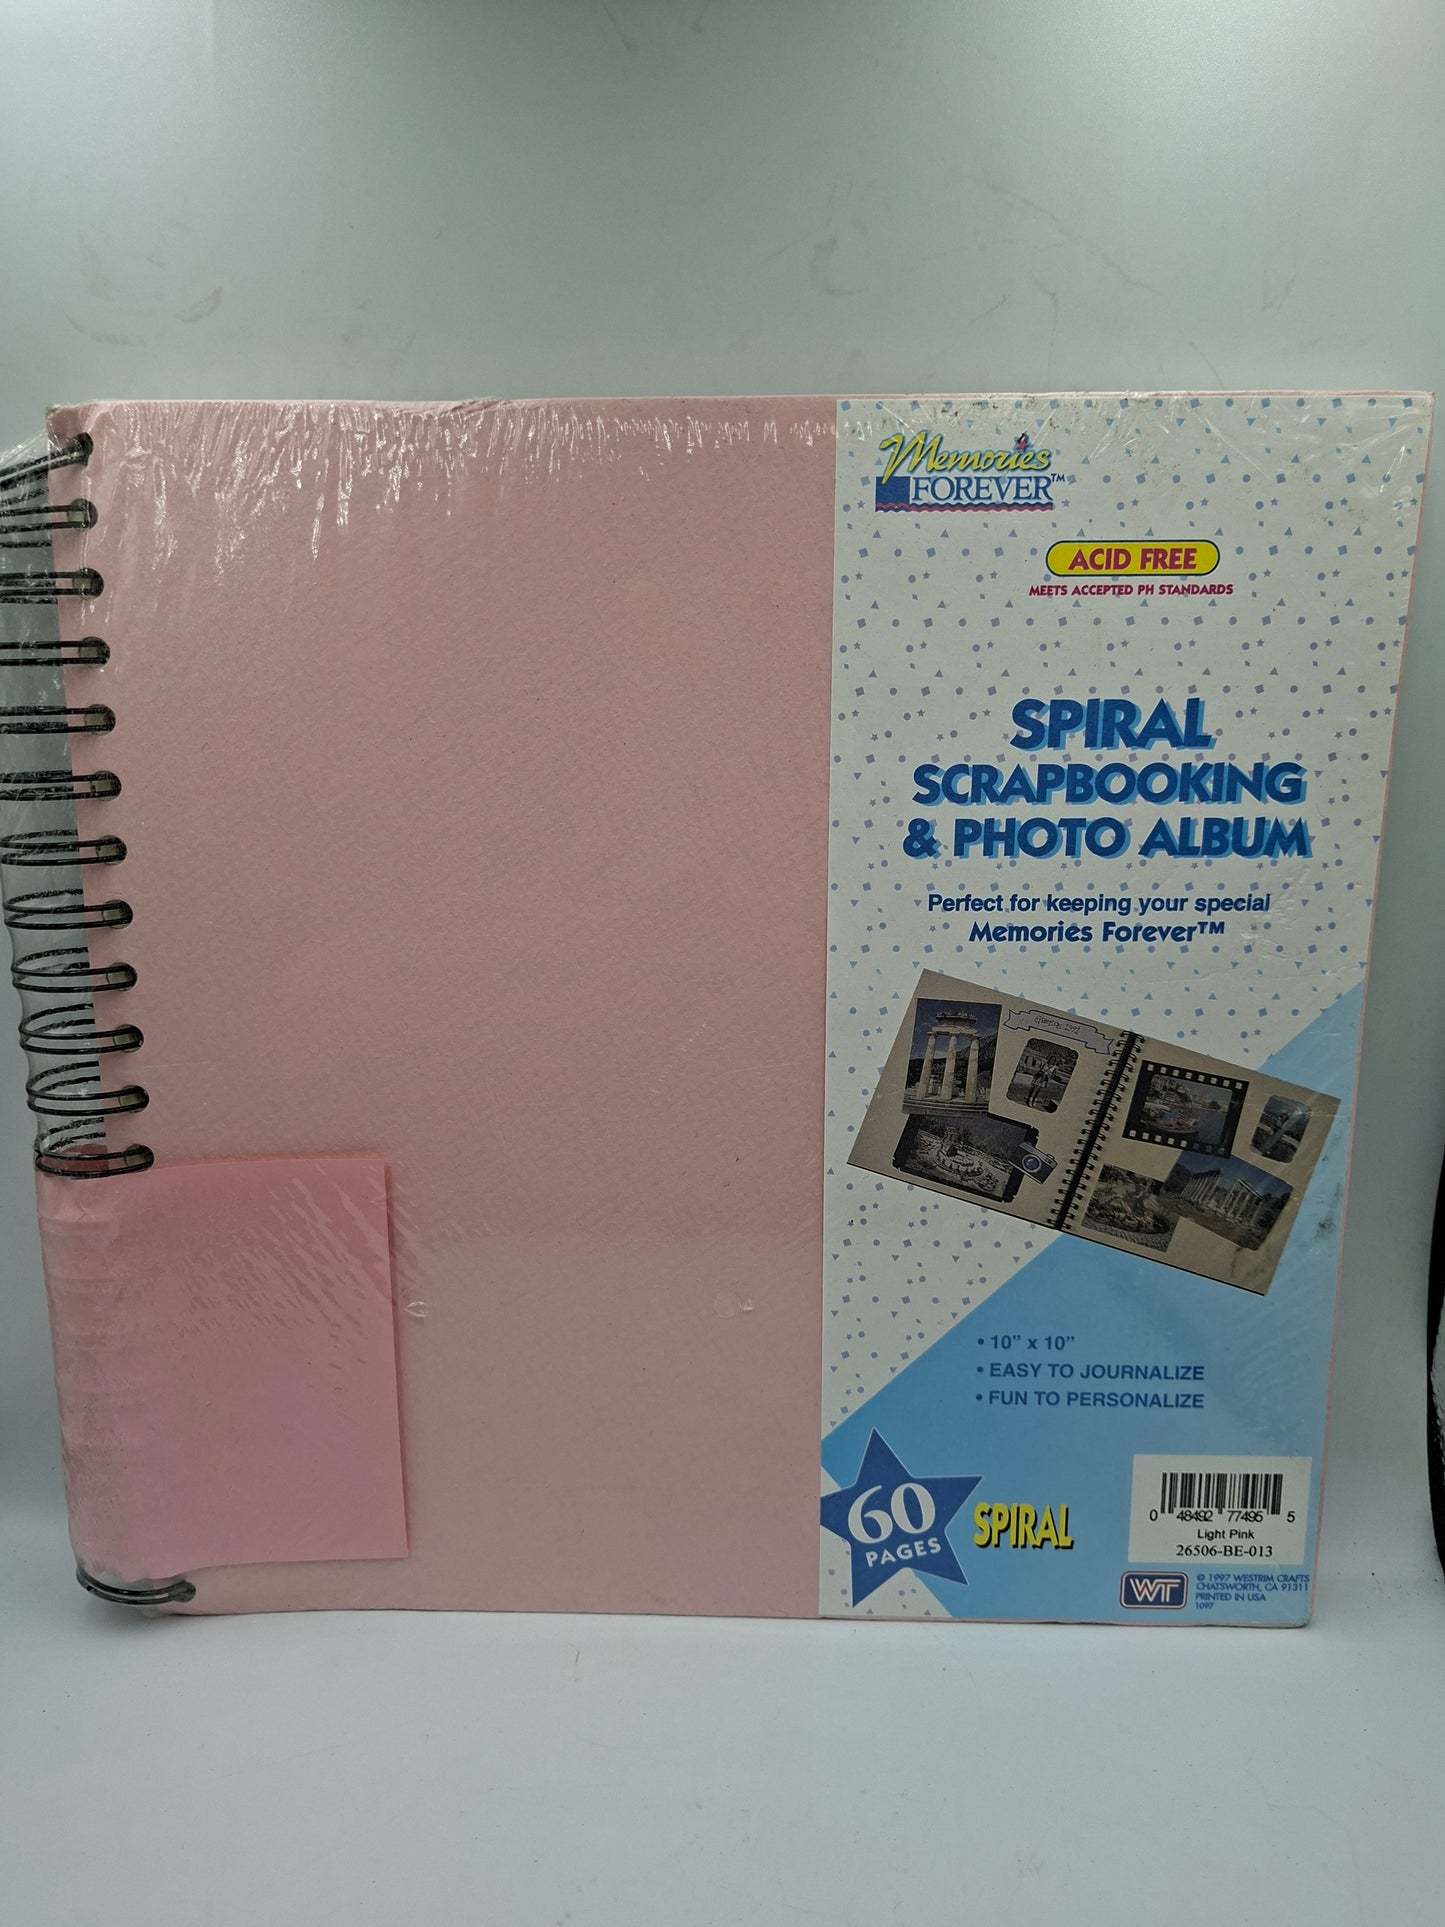 Memories
FOREVER™
ACID FREE
MEETS ACCEPTED PH STANDARDS
SPIRAL
SCRAPBOOKING
& PHOTO ALBUM
Perfect for keeping your special
Memories Forever™
• 10" x 10"
• EASY TO JOURNALIZE
• FUN TO PERSONALIZE
60
PAGES
SPIRAL
0 48492 77495 5
Light Pink
26506-BE-013
WT
© 1997 WESTRIM CRAFTS
CHATSWORTH, CA 91311
PRINTED IN USA
1097